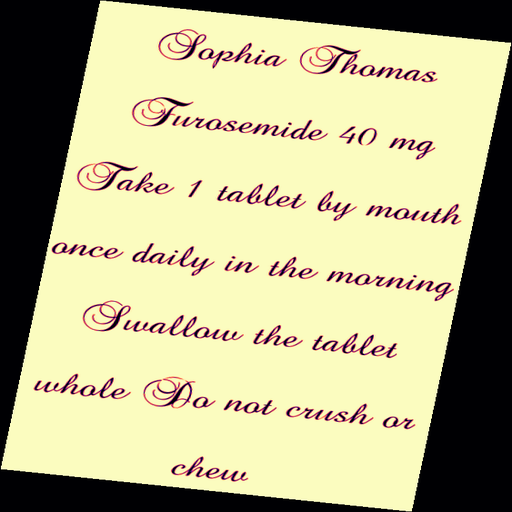 Sophia Thomas
Furosemide 40 mg
Take 1 tablet by mouth
once daily in the morning
Swallow the tablet
whole Do not crush or
chew